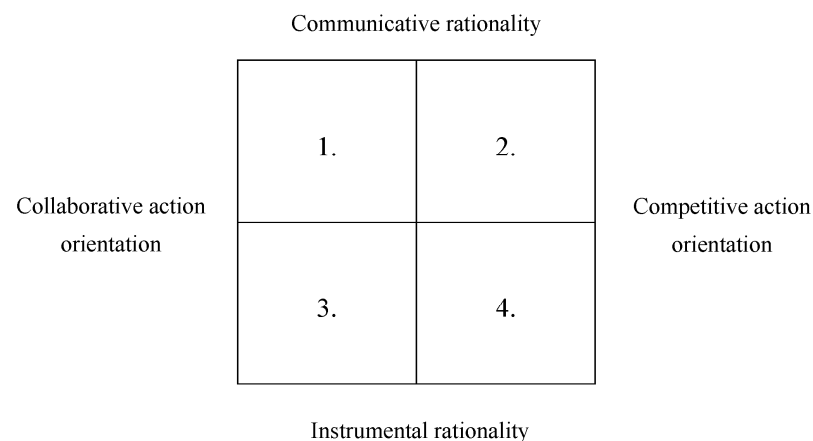 Communicative rationality
1.
2.
Collaborative action
orientation
Competitive action
orientation
3.
4.
Instrumental rationality